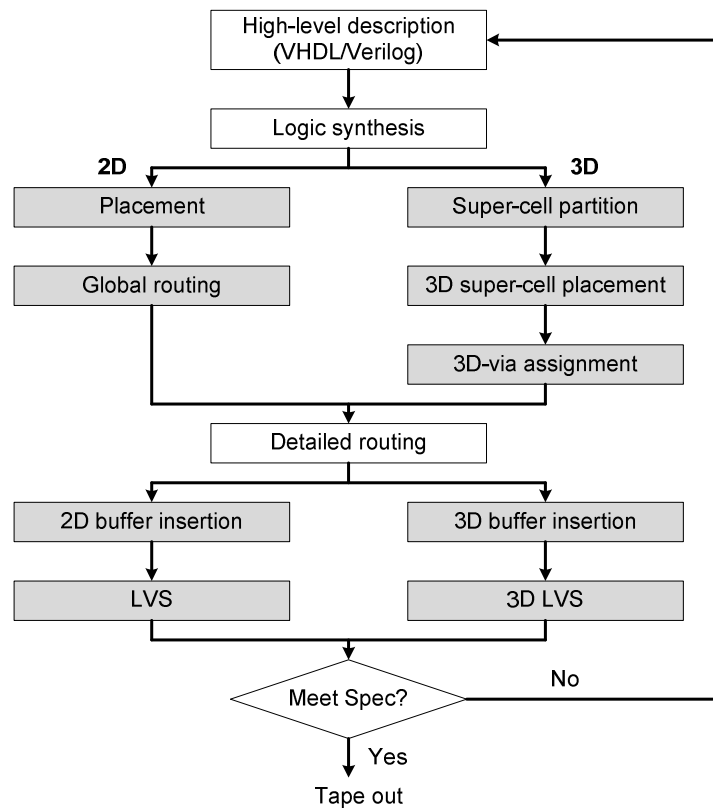 High-level description
(VHDL/Verilog)
Logic synthesis
2D
3D
Placement
Super-cell partition
Global routing
3D super-cell placement
3D-via assignment
Detailed routing
2D buffer insertion
3D buffer insertion
LVS
3D LVS
Meet Spec?
No
Yes
Tape out